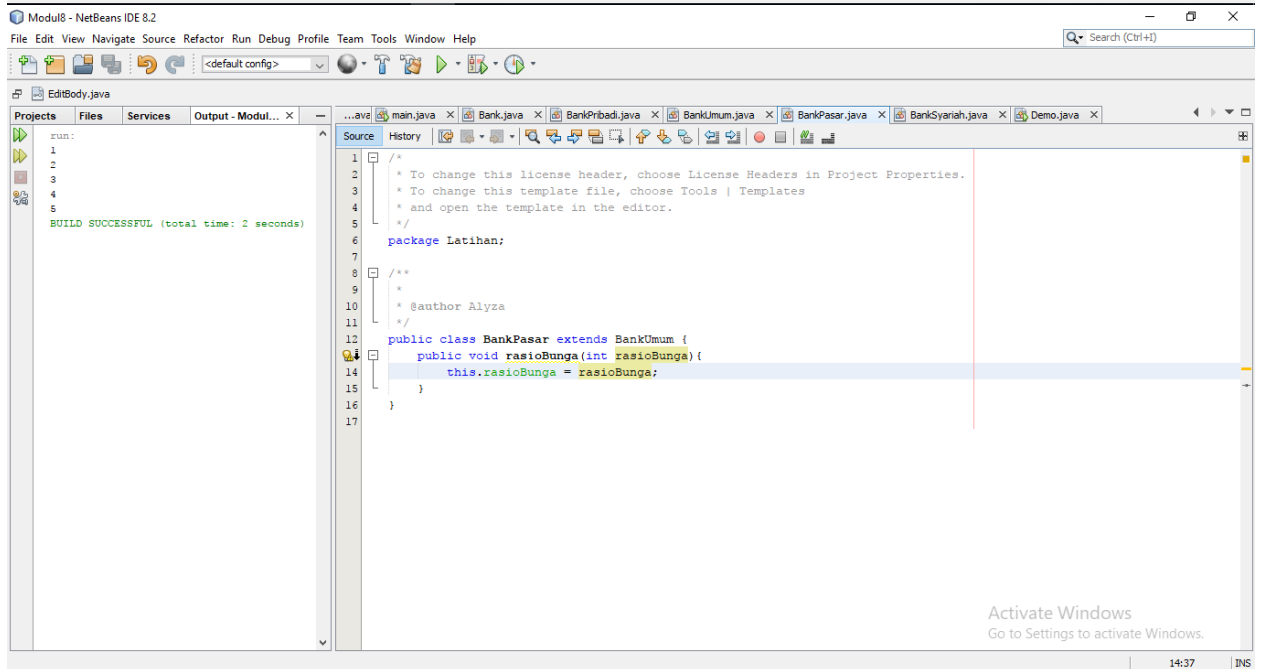 Modul8 - NetBeans IDE 8.2
File Edit View Navigate Source Refactor Run Debug Profile Team Tools Window Help
Search (Ctrl+I)
<default config>
EditBody.java
Projects Files Services Output - Modul...
...ava main.java Bank.java BankPribadi.java BankUmum.java BankPasar.java BankSyariah.java Demo.java
Source History
run:
1
2
3
4
5
BUILD SUCCESSFUL (total time: 2 seconds)
1 /*
2 * To change this license header, choose License Headers in Project Properties.
3 * To change this template file, choose Tools | Templates
4 * and open the template in the editor.
5 */
6 package Latihan;
7
8 /**
9 *
10 * @author Alyza
11 */
12 public class BankPasar extends BankUmum {
public void rasioBunga(int rasioBunga){
14 this.rasioBunga = rasioBunga;
15 }
16 }
17
Activate Windows
Go to Settings to activate Windows.
14:37 INS